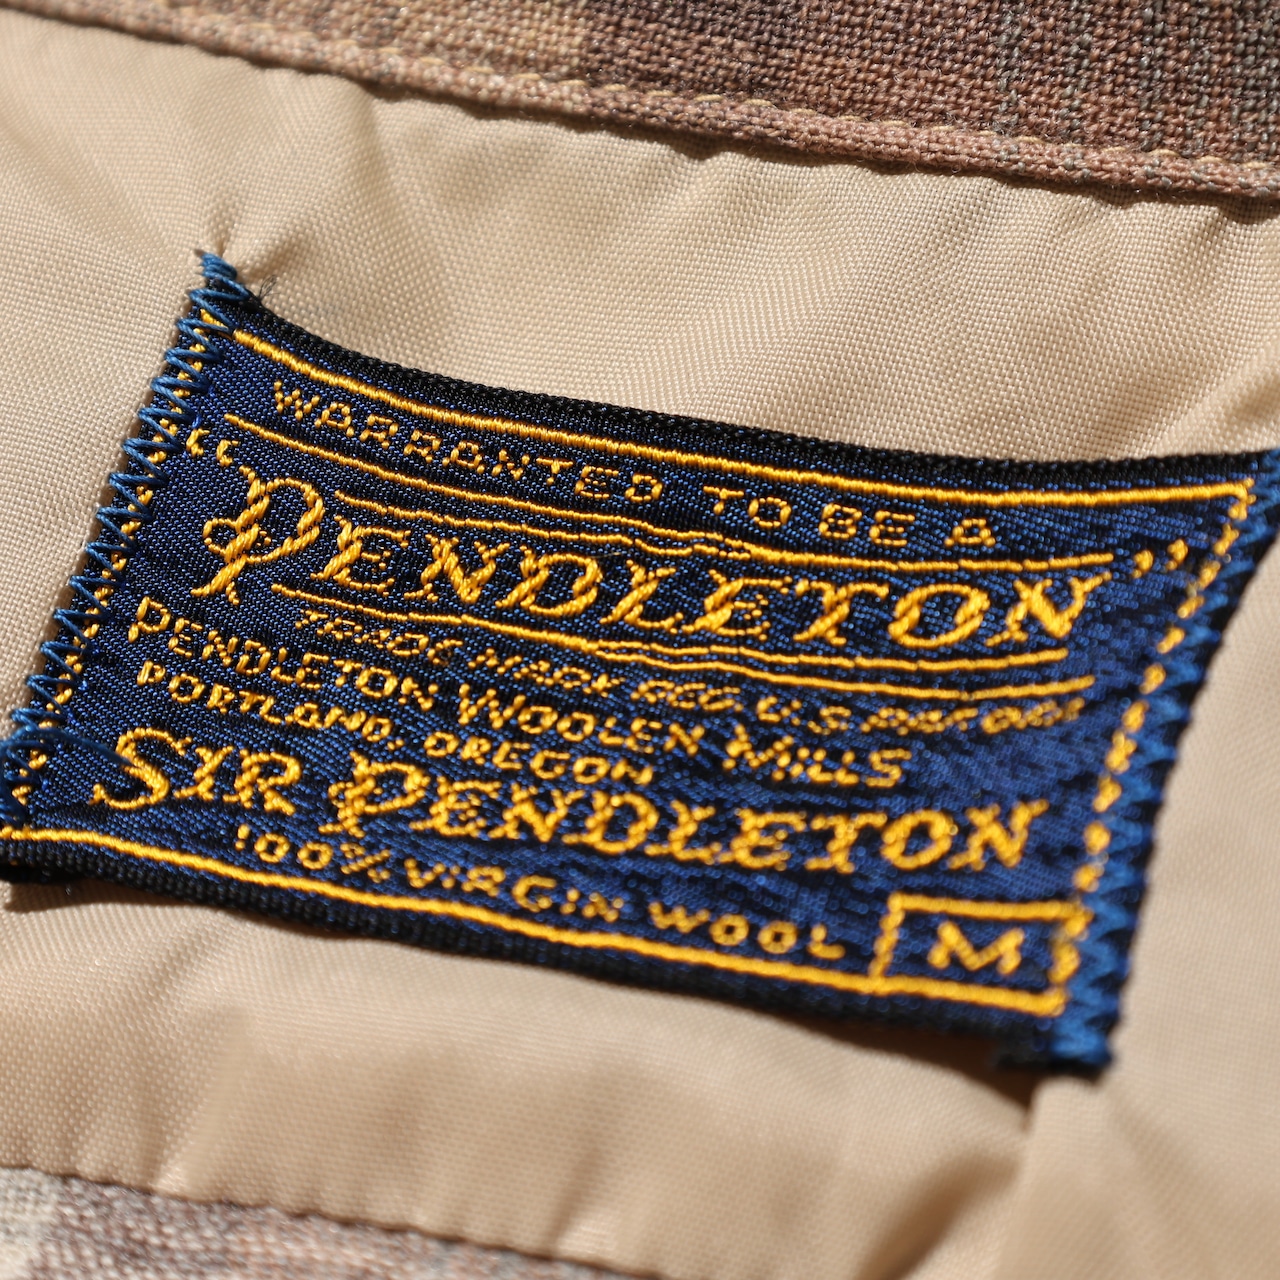 WARRANTED TO BE A
“PENDLETON”
TRADE MARK REG. U.S. PAT. OFF.
PENDLETON WOOLEN MILLS
PORTLAND, OREGON
SIR PENDLETON
100% VIRGIN WOOL M